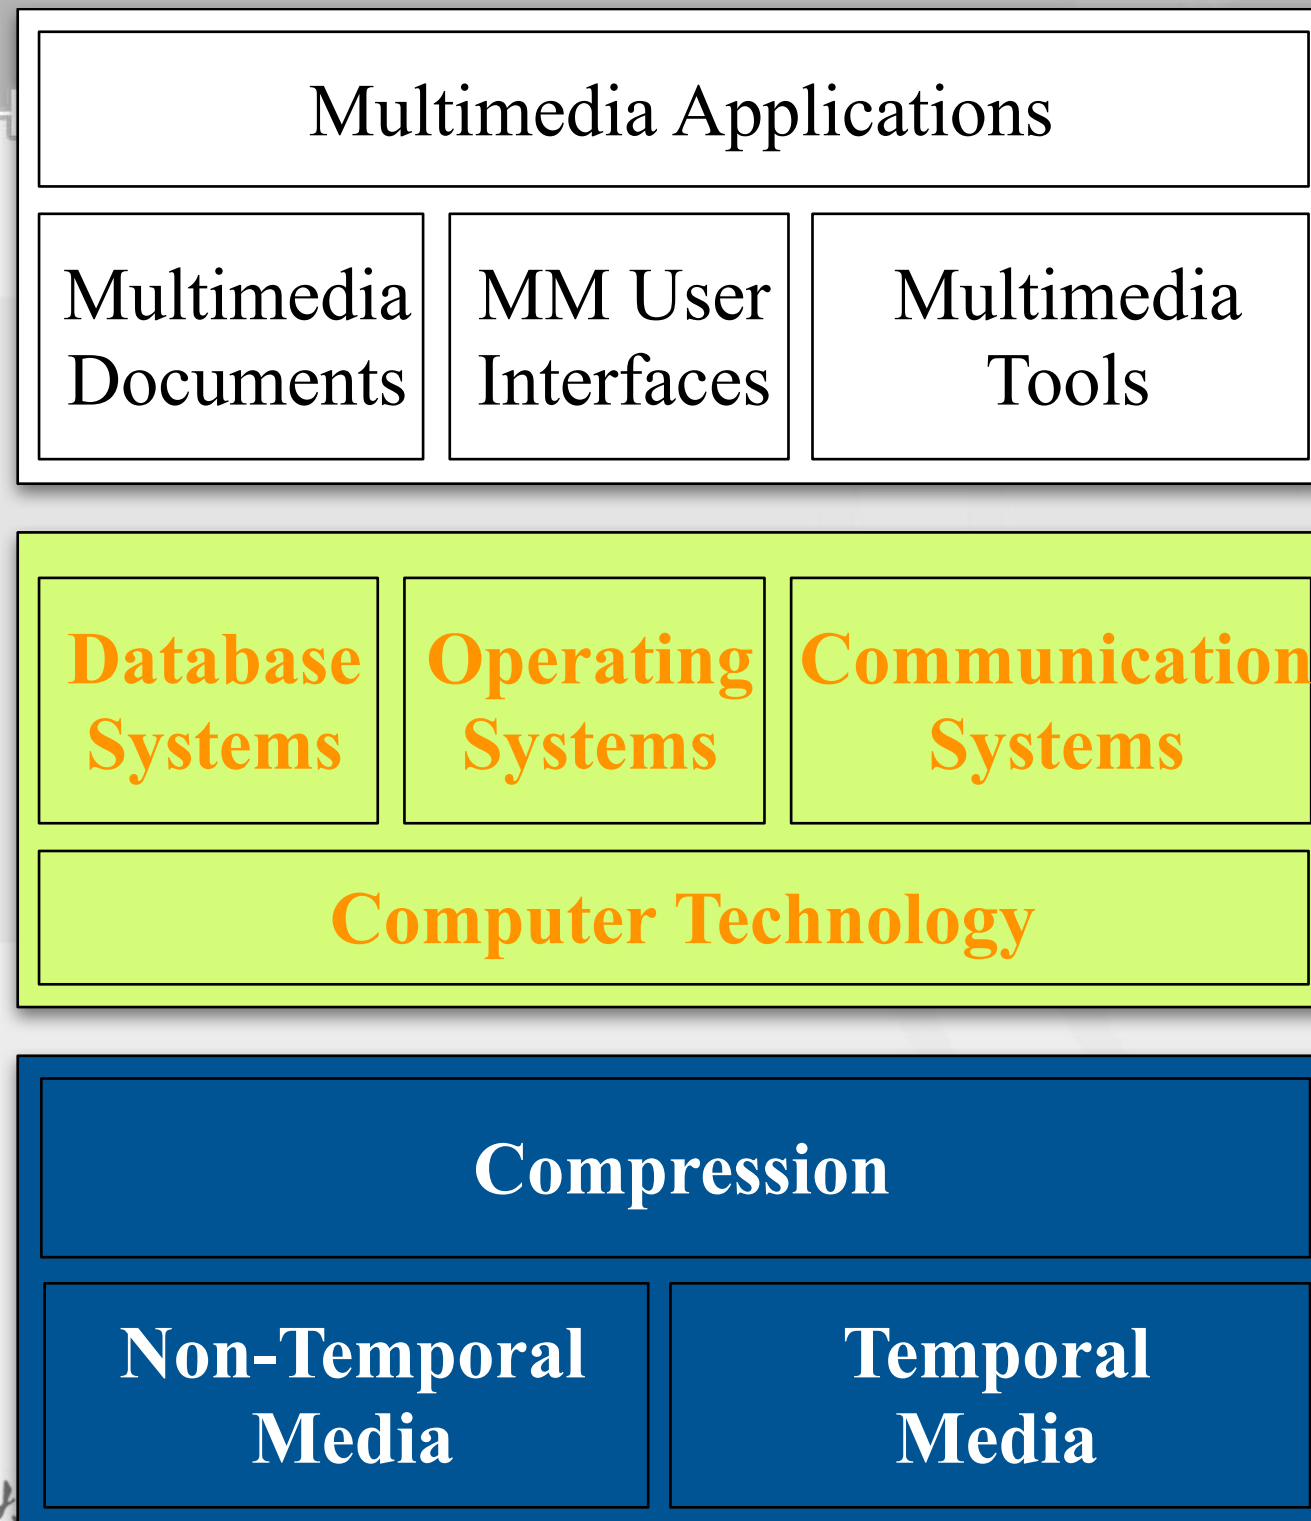 Multimedia Applications
Multimedia
Documents
MM User
Interfaces
Multimedia
Tools
Database
Systems
Operating
Systems
Communication
Systems
Computer Technology
Compression
Non-Temporal
Media
Temporal
Media